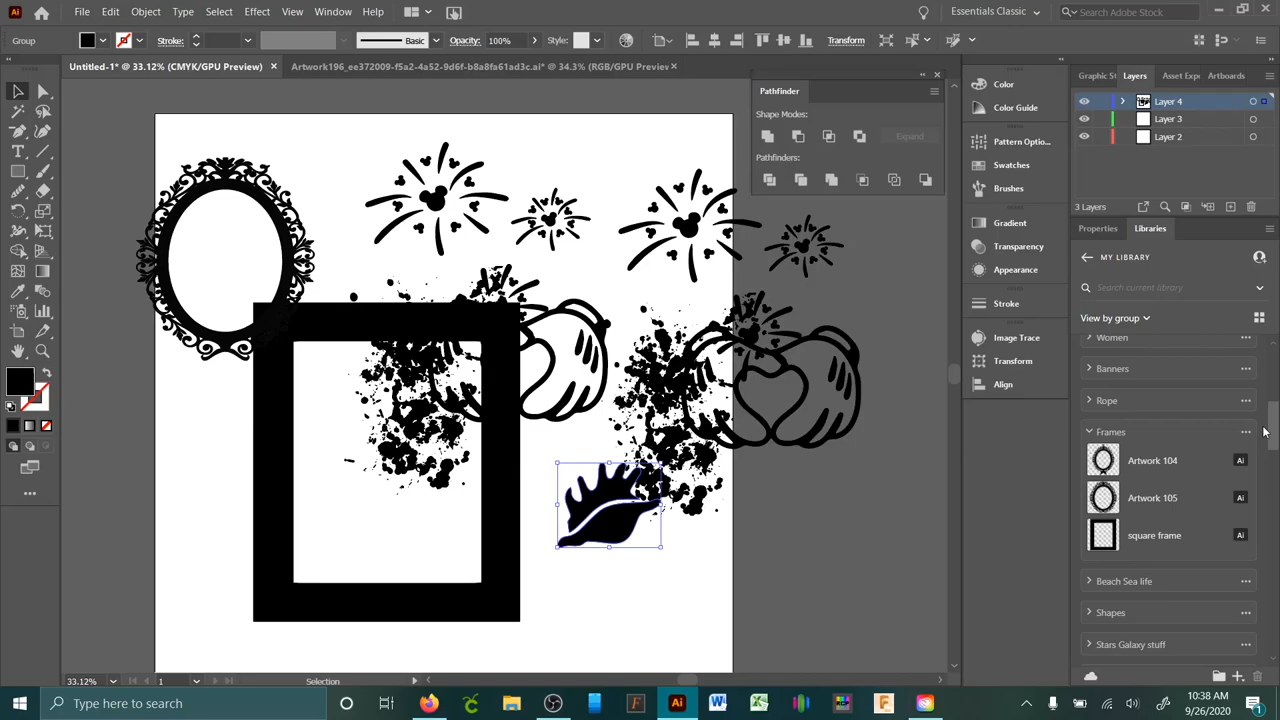 Ai File Edit Object Type Select Effect View Window Help Essentials Classic Search Adobe Stock
Group Stroke: Basic Opacity: 100% Style: Transform
Untitled-1* @ 33.12% (CMYK/GPU Preview) × Artwork196_ee372009-f5a2-4a52-9d6f-b8a8fa61ad3c.ai* @ 34.3% (RGB/GPU Preview ×
Pathfinder
Shape Modes:
Expand
Pathfinders:
Color
Color Guide
Pattern Optio...
Swatches
Brushes
Gradient
Transparency
Appearance
Stroke
Image Trace
Transform
Align
Graphic St Layers Asset Exp Artboards
Layer 4
Layer 3
Layer 2
3 Layers
Properties Libraries
MY LIBRARY
Search current library
View by group
Women
Banners
Rope
Frames
Artwork 104 Ai
Artwork 105 Ai
square frame Ai
Beach Sea life
Shapes
Stars Galaxy stuff
33.12% 1 Selection
Type here to search
10:38 AM
9/26/2020
1